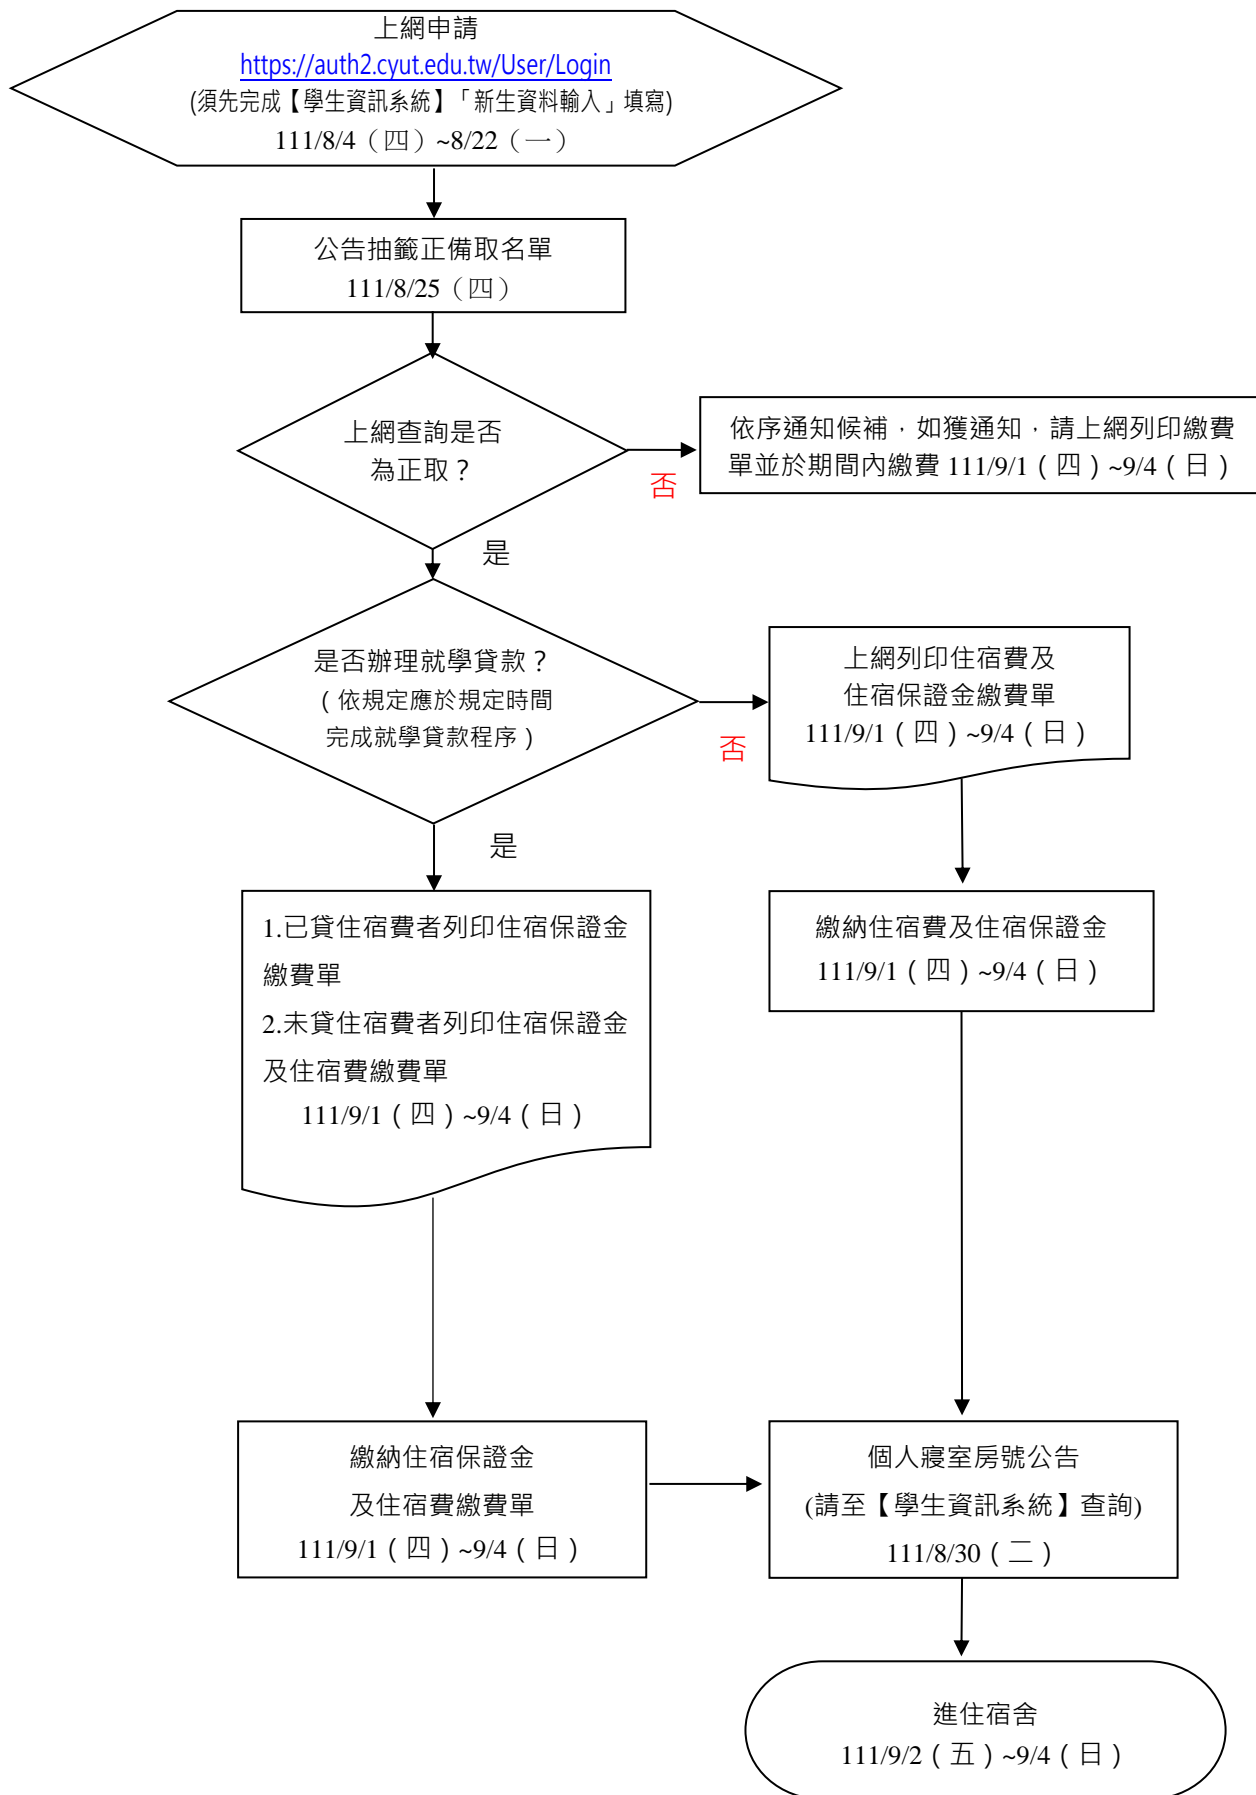 上網申請
https://auth2.cyut.edu.tw/User/Login
(須先完成【學生資訊系統】「新生資料輸入」填寫)
111/8/4（四）~8/22（一）
公告抽籤正備取名單
111/8/25（四）
上網查詢是否
為正取？
否
依序通知候補，如獲通知，請上網列印繳費
單並於期間內繳費 111/9/1（四）~9/4（日）
是
是否辦理就學貸款？
（依規定應於規定時間
完成就學貸款程序）
否
上網列印住宿費及
住宿保證金繳費單
111/9/1（四）~9/4（日）
是
1.已貸住宿費者列印住宿保證金
繳費單
2.未貸住宿費者列印住宿保證金
及住宿費繳費單
111/9/1（四）~9/4（日）
繳納住宿費及住宿保證金
111/9/1（四）~9/4（日）
繳納住宿保證金
及住宿費繳費單
111/9/1（四）~9/4（日）
個人寢室房號公告
(請至【學生資訊系統】查詢)
111/8/30（二）
進住宿舍
111/9/2（五）~9/4（日）